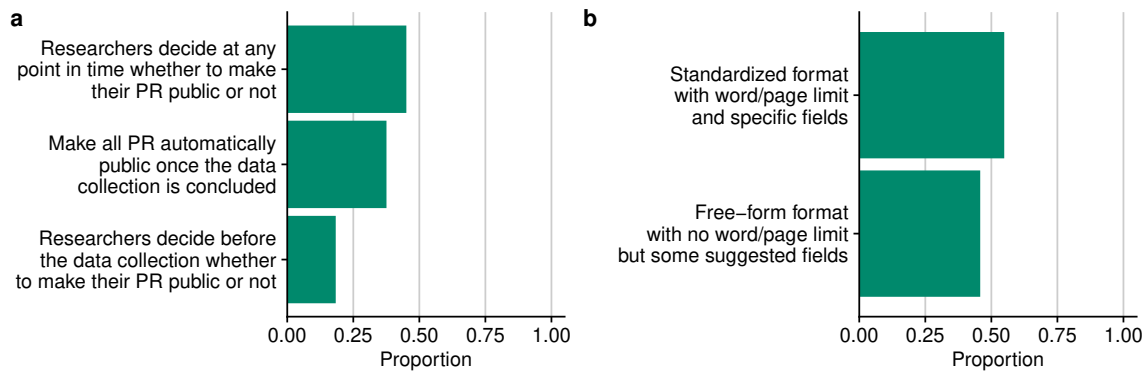 a
Researchers decide at any
point in time whether to make
their PR public or not
Make all PR automatically
public once the data
collection is concluded
Researchers decide before
the data collection whether
to make their PR public or not
0.00 0.25 0.50 0.75 1.00
Proportion
b
Standardized format
with word/page limit
and specific fields
Free−form format
with no word/page limit
but some suggested fields
0.00 0.25 0.50 0.75 1.00
Proportion